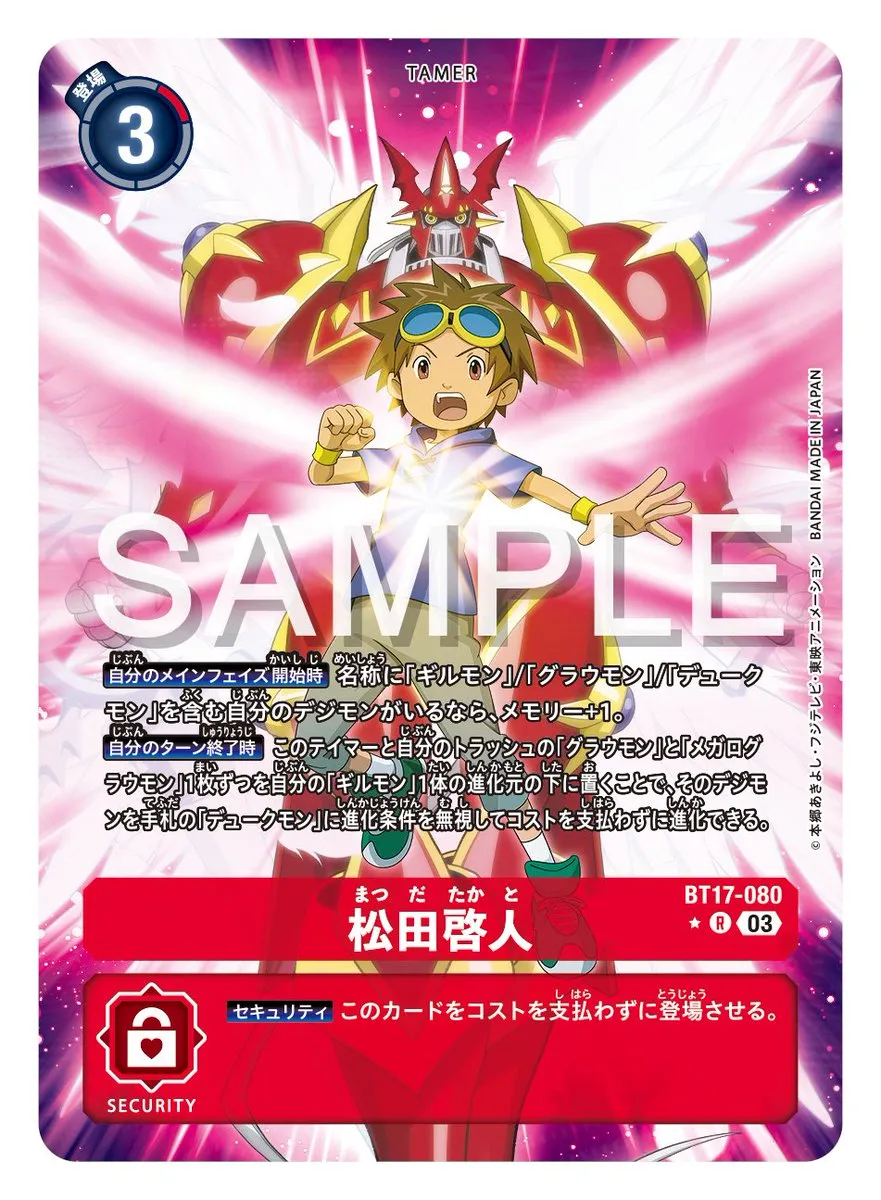 TAMER
登場
3
SAMPLE
自分のメインフェイズ開始時 名称に「ギルモン」/「グラウモン」/「デューク
モン」を含む自分のデジモンがいるなら、メモリー+1。
自分のターン終了時 このテイマーと自分のトラッシュの「グラウモン」と「メガログ
ラウモン」1枚ずつを自分の「ギルモン」1体の進化元の下に置くことで、そのデジモ
ンを手札の「デュークモン」に進化条件を無視してコストを支払わずに進化できる。
© 本郷あきよし・フジテレビ・東映アニメーション BANDAI MADE IN JAPAN
まつ だ たか と
松田啓人
BT17-080
★ R 03
セキュリティ このカードをコストを支払わずに登場させる。
SECURITY